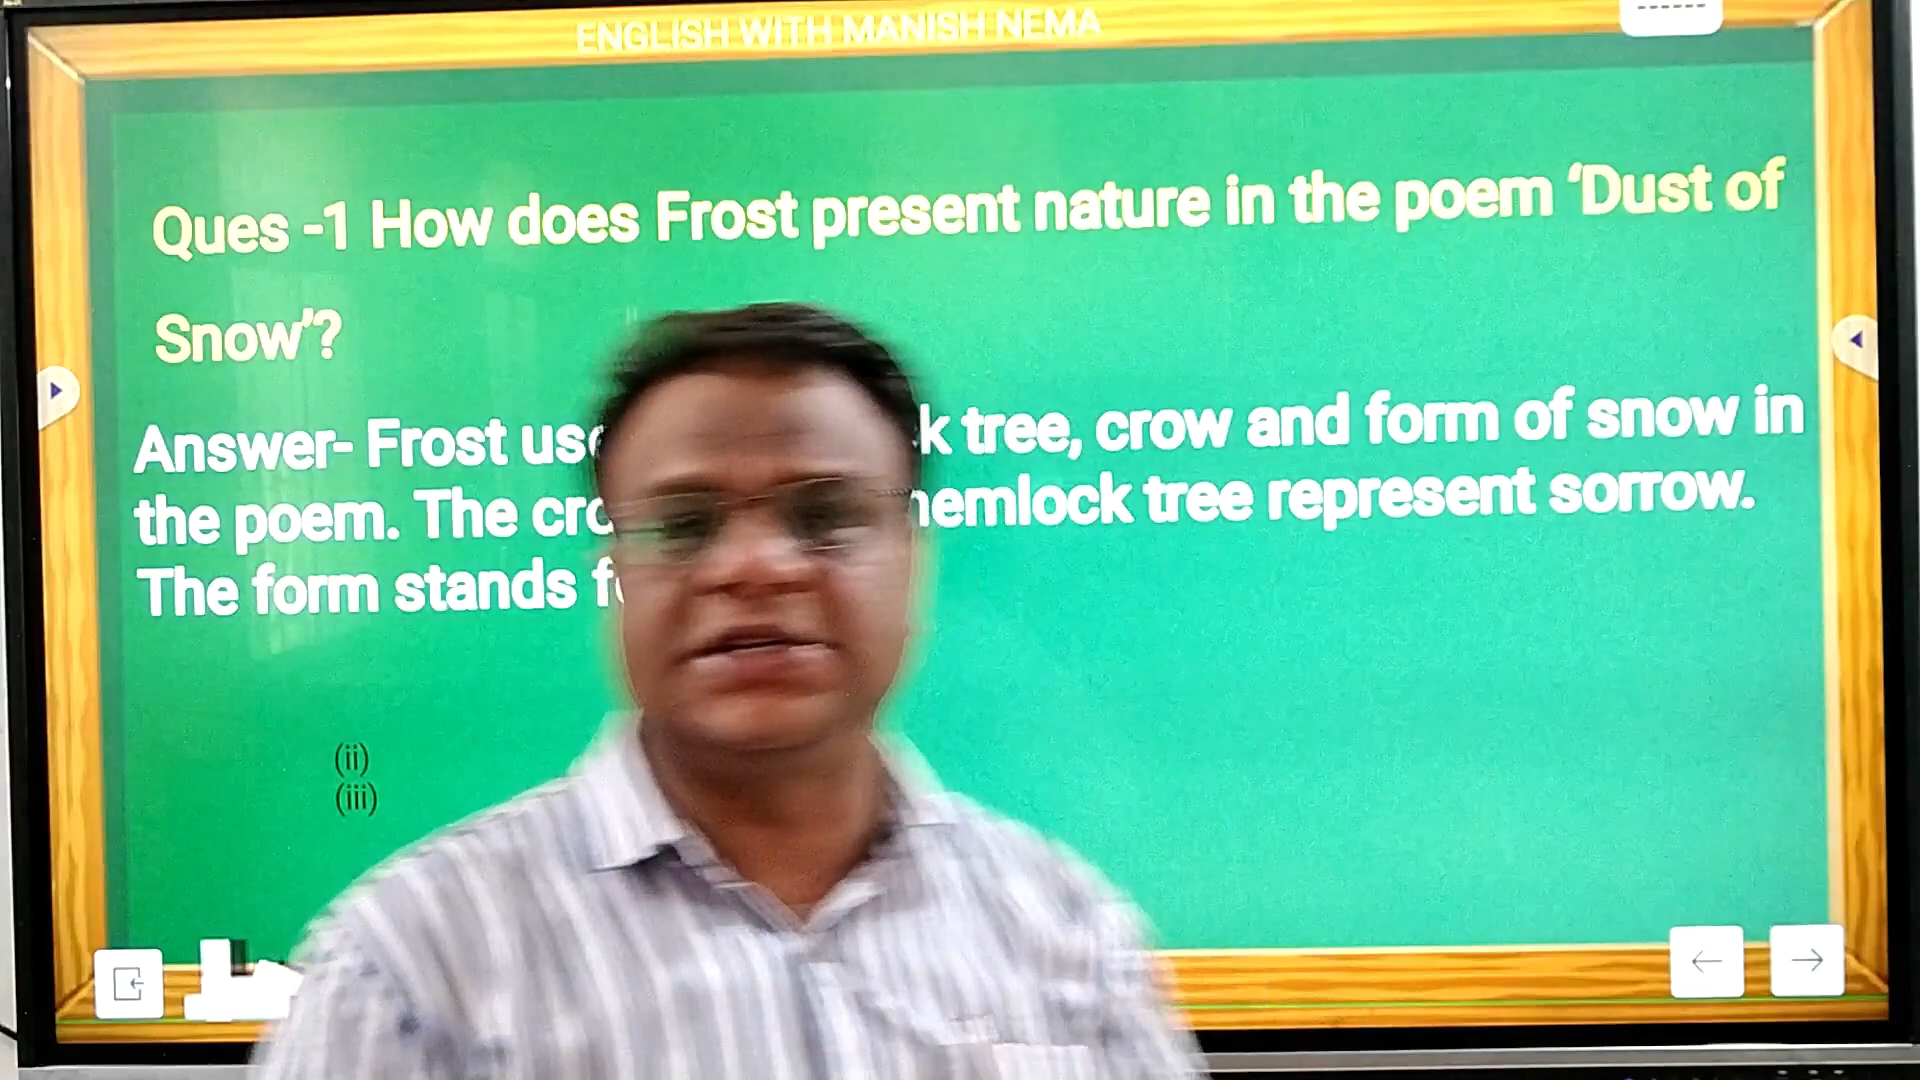 ENGLISH WITH MANISH NEMA
Ques -1 How does Frost present nature in the poem ‘Dust of
Snow’?
Answer- Frost tree, crow and form of snow in
the poem. The hemlock tree represent sorrow.
The form stands
(ii)
(iii)